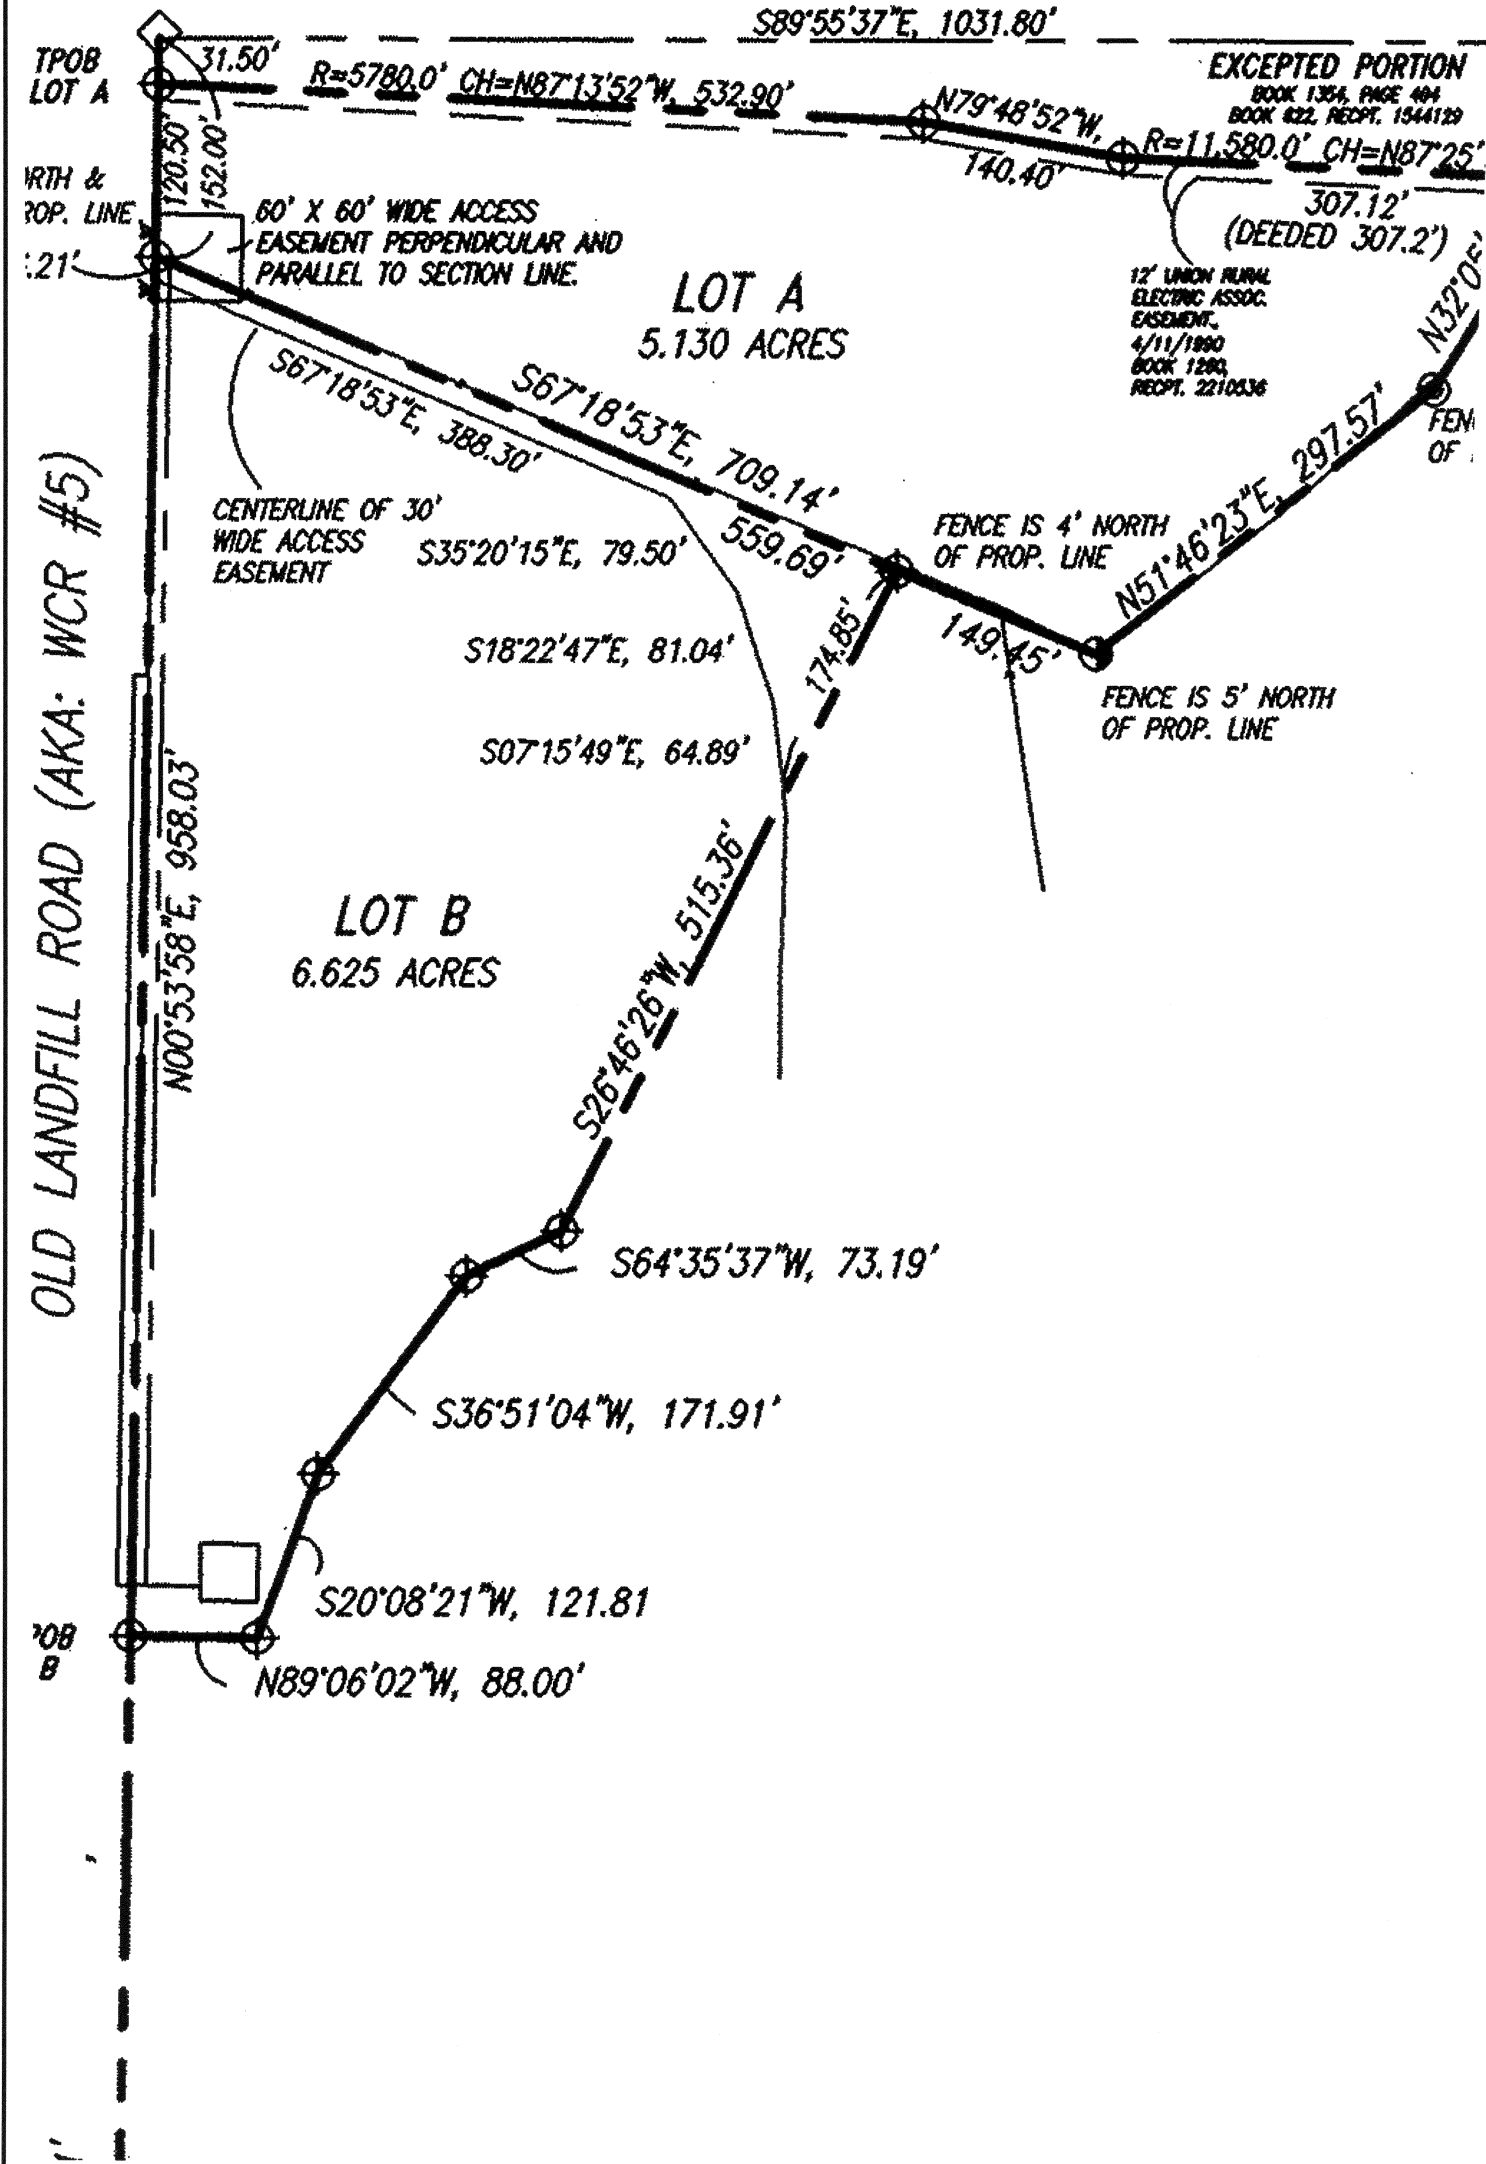 S89°55'37"E, 1031.80'
TPOB
LOT A
31.50'
R=5780.0' CH=N87°13'52"W, 532.90'
N79°48'52"W,
140.40'
EXCEPTED PORTION
BOOK 1354, PAGE 404
BOOK 622, RECPT. 1544129
R=11,580.0' CH=N87°25'
307.12'
(DEEDED 307.2')
120.50'
152.00'
RTH &
ROP. LINE
.21'
60' X 60' WIDE ACCESS
EASEMENT PERPENDICULAR AND
PARALLEL TO SECTION LINE.
LOT A
5.130 ACRES
12' UNION RURAL
ELECTRIC ASSOC.
EASEMENT,
4/11/1990
BOOK 1260,
RECPT. 2210536
N32°05'
FEN
OF
S67°18'53"E, 388.30'
S67°18'53"E, 709.14'
559.69'
N51°46'23"E, 297.57'
CENTERLINE OF 30'
WIDE ACCESS
EASEMENT
S35°20'15"E, 79.50'
FENCE IS 4' NORTH
OF PROP. LINE
174.85'
149.45'
S18°22'47"E, 81.04'
FENCE IS 5' NORTH
OF PROP. LINE
S07°15'49"E, 64.89'
OLD LANDFILL ROAD (AKA: WCR #5)
N00°53'58"E, 958.03'
LOT B
6.625 ACRES
S26°46'26"W, 515.36'
S64°35'37"W, 73.19'
S36°51'04"W, 171.91'
S20°08'21"W, 121.81
POB
B
N89°06'02"W, 88.00'